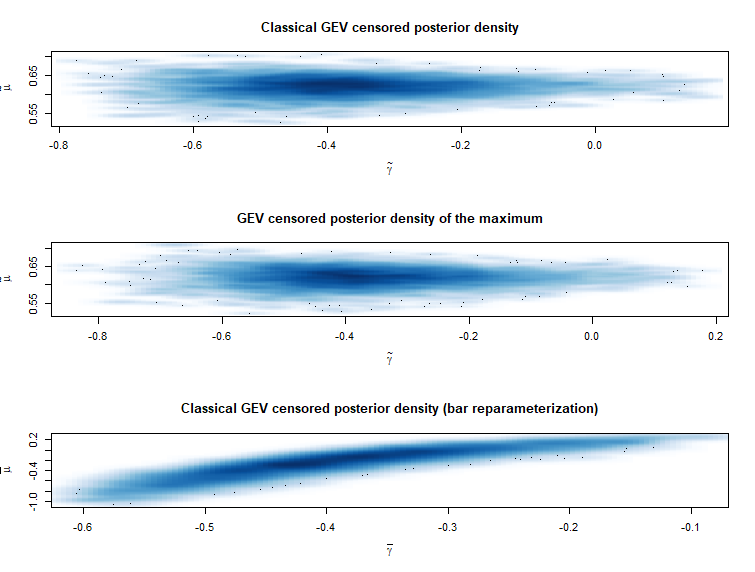 Classical GEV censored posterior density
0.55 0.65
μ
-0.8 -0.6 -0.4 -0.2 0.0
γ̃
GEV censored posterior density of the maximum
0.55 0.65
μ
-0.8 -0.6 -0.4 -0.2 0.0 0.2
γ̃
Classical GEV censored posterior density (bar reparameterization)
-1.0 -0.4 0.2
μ
-0.6 -0.5 -0.4 -0.3 -0.2 -0.1
γ̅